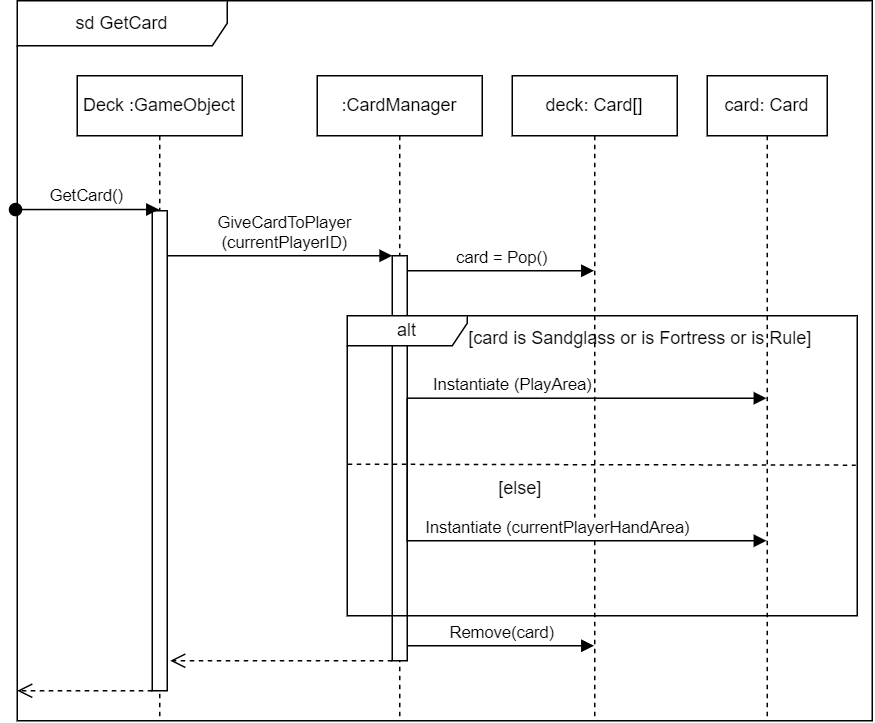 sd GetCard
Deck :GameObject
:CardManager
deck: Card[]
card: Card
GetCard()
GiveCardToPlayer
(currentPlayerID)
card = Pop()
alt
[card is Sandglass or is Fortress or is Rule]
Instantiate (PlayArea)
[else]
Instantiate (currentPlayerHandArea)
Remove(card)